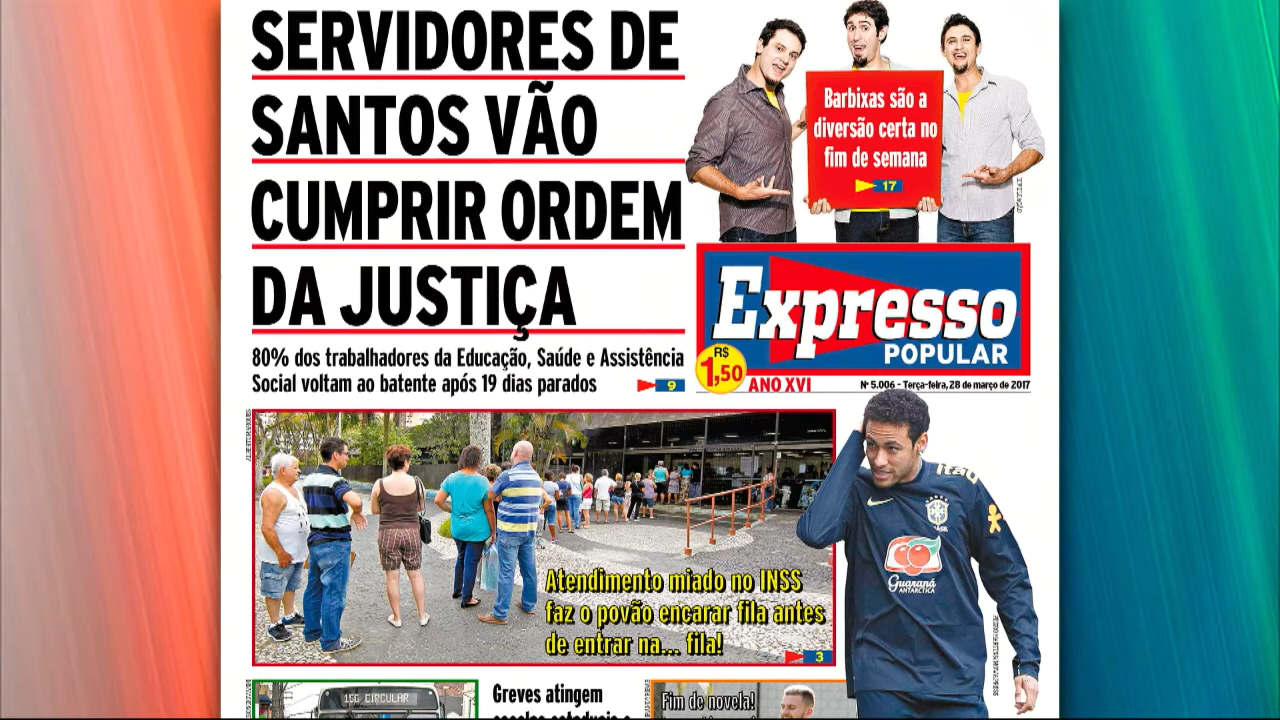 SERVIDORES DE
SANTOS VÃO
CUMPRIR ORDEM
DA JUSTIÇA
80% dos trabalhadores da Educação, Saúde e Assistência
Social voltam ao batente após 19 dias parados
9
Barbixas são a
diversão certa no
fim de semana
17
Expresso
POPULAR
R$
1,50
ANO XVI
Nº 5.006 – Terça-feira, 28 de março de 2017
Itaú
BRASIL
Guaraná
ANTARCTICA
Atendimento miado no INSS
faz o povão encarar fila antes
de entrar na... fila!
3
156 CIRCULAR
Greves atingem
Fim de novela!